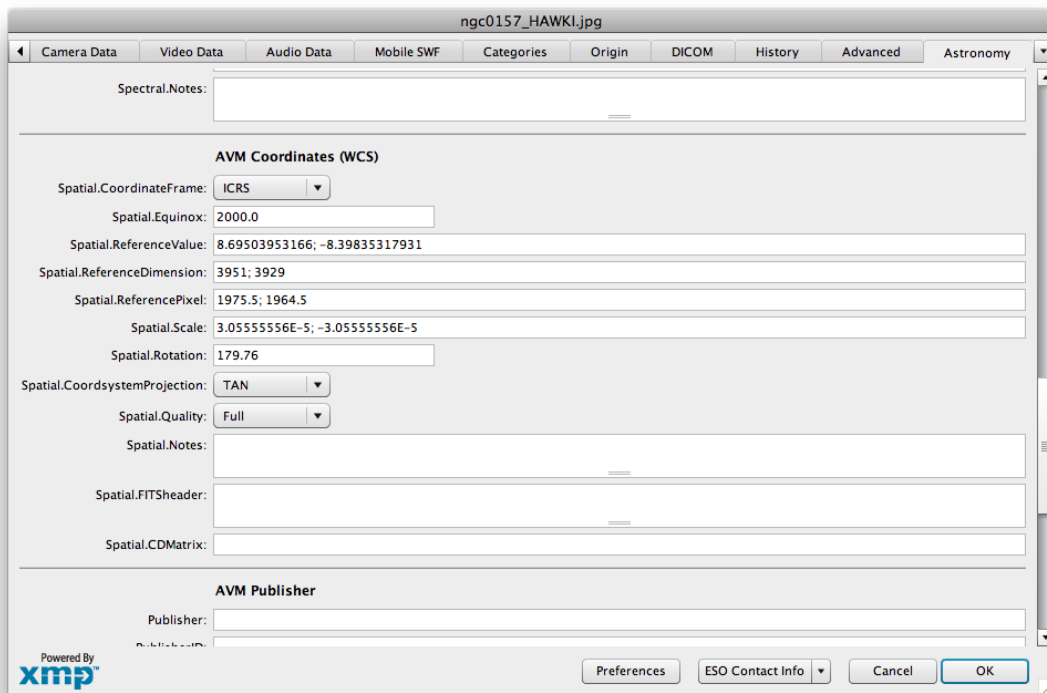 ngc0157_HAWKI.jpg
Camera Data Video Data Audio Data Mobile SWF Categories Origin DICOM History Advanced Astronomy
Spectral.Notes:
AVM Coordinates (WCS)
Spatial.CoordinateFrame: ICRS
Spatial.Equinox: 2000.0
Spatial.ReferenceValue: 8.69503953166; -8.39835317931
Spatial.ReferenceDimension: 3951; 3929
Spatial.ReferencePixel: 1975.5; 1964.5
Spatial.Scale: 3.05555556E-5; -3.05555556E-5
Spatial.Rotation: 179.76
Spatial.CoordsystemProjection: TAN
Spatial.Quality: Full
Spatial.Notes:
Spatial.FITSheader:
Spatial.CDMatrix:
AVM Publisher
Publisher:
PublisherID:
Powered By
xmp™
Preferences ESO Contact Info Cancel OK